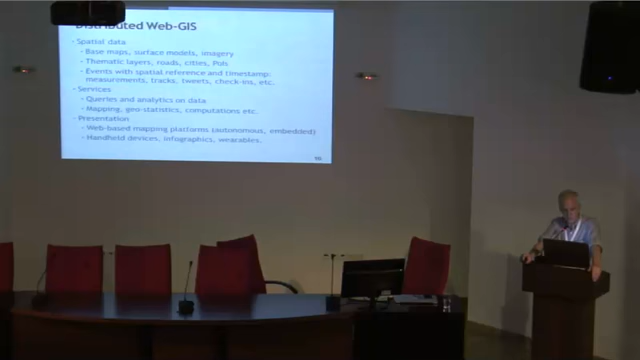 Distributed Web-GIS
- Spatial data
- Base maps, surface models, imagery
- Thematic layers, roads, cities, PoIs
- Events with spatial reference and timestamp:
measurements, tracks, tweets, check-ins, etc.
- Services
- Queries and analytics on data
- Mapping, geo-statistics, computations etc.
- Presentation
- Web-based mapping platforms (autonomous, embedded)
- Handheld devices, infographics, wearables.